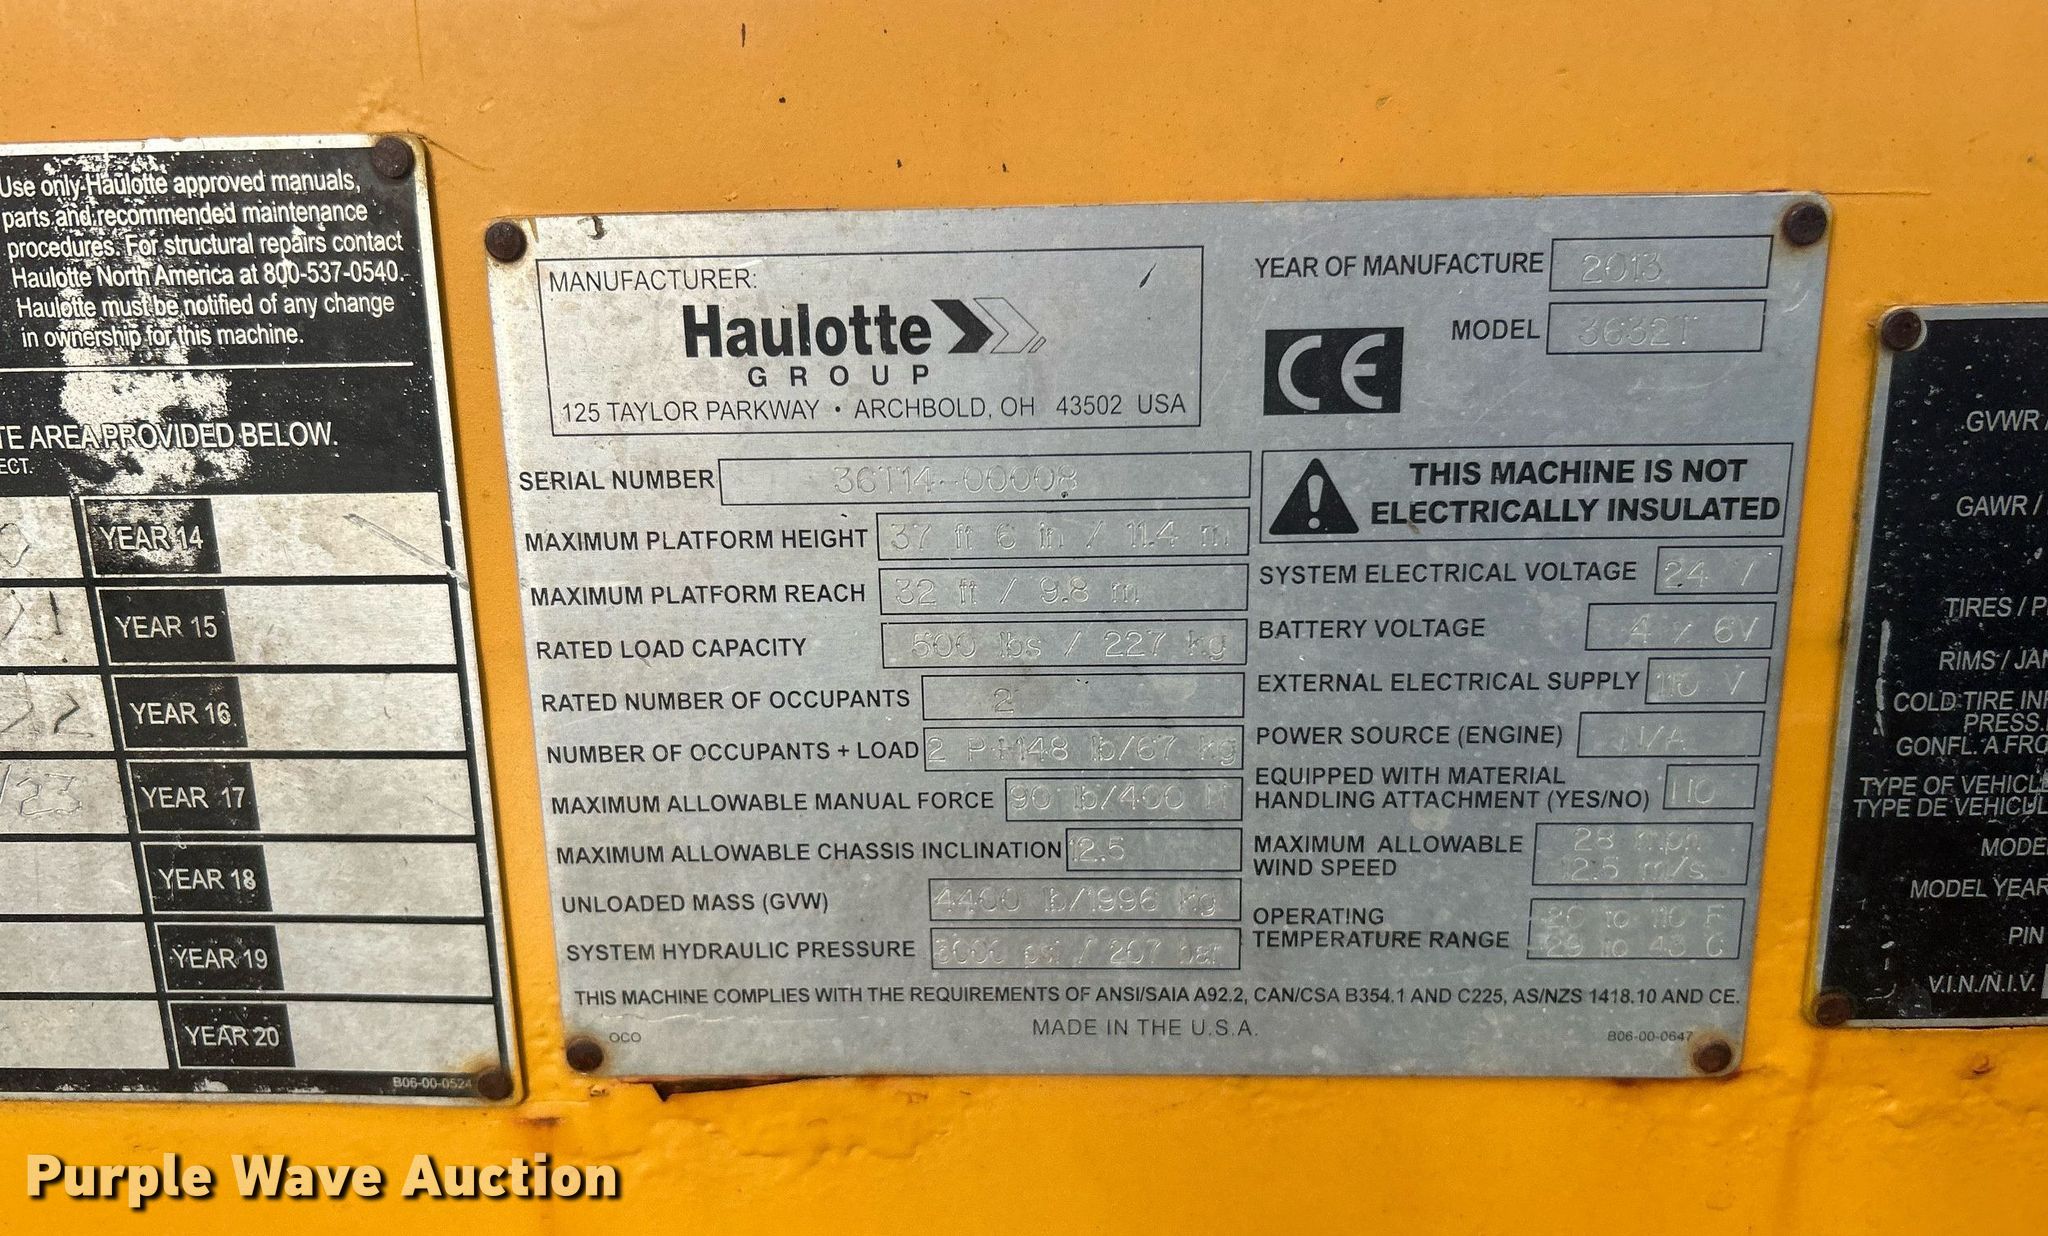 Use only Haulotte approved manuals,
parts and recommended maintenance
procedures. For structural repairs contact
Haulotte North America at 800-537-0540.
Haulotte must be notified of any change
in ownership for this machine.
TE AREA PROVIDED BELOW.
ECT.
YEAR 14
YEAR 15
YEAR 16
23 YEAR 17
YEAR 18
YEAR 19
YEAR 20
B06-00-0524
MANUFACTURER:
Haulotte
GROUP
125 TAYLOR PARKWAY • ARCHBOLD, OH 43502 USA
YEAR OF MANUFACTURE 2013
MODEL 3632T
CE
SERIAL NUMBER 36T14-00008
MAXIMUM PLATFORM HEIGHT 37 ft 6 in / 11.4 m
MAXIMUM PLATFORM REACH 32 ft / 9.8 m
RATED LOAD CAPACITY 500 lbs / 227 kg
RATED NUMBER OF OCCUPANTS 2
NUMBER OF OCCUPANTS + LOAD 2 P+148 lb/67 kg
MAXIMUM ALLOWABLE MANUAL FORCE 90 lb/400 N
MAXIMUM ALLOWABLE CHASSIS INCLINATION 12.5
UNLOADED MASS (GVW) 4400 lb/1996 kg
SYSTEM HYDRAULIC PRESSURE 3000 psi / 207 bar
THIS MACHINE IS NOT
ELECTRICALLY INSULATED
SYSTEM ELECTRICAL VOLTAGE 24 V
BATTERY VOLTAGE 4 / 6V
EXTERNAL ELECTRICAL SUPPLY 110 V
POWER SOURCE (ENGINE) N/A
EQUIPPED WITH MATERIAL
HANDLING ATTACHMENT (YES/NO) NO
MAXIMUM ALLOWABLE 28 mph
WIND SPEED 12.5 m/s
OPERATING 20 to 110 F
TEMPERATURE RANGE 29 to 43 C
THIS MACHINE COMPLIES WITH THE REQUIREMENTS OF ANSI/SAIA A92.2, CAN/CSA B354.1 AND C225, AS/NZS 1418.10 AND CE.
MADE IN THE U.S.A.
OCO
B06-00-0647
GVWR /
GAWR /
TIRES / P
RIMS / JAN
COLD TIRE INF
PRESS.
GONFL. A FRO
TYPE OF VEHICLE
TYPE DE VEHICUL
MODE
MODEL YEAR
PIN
V.I.N./N.I.V.
Purple Wave Auction